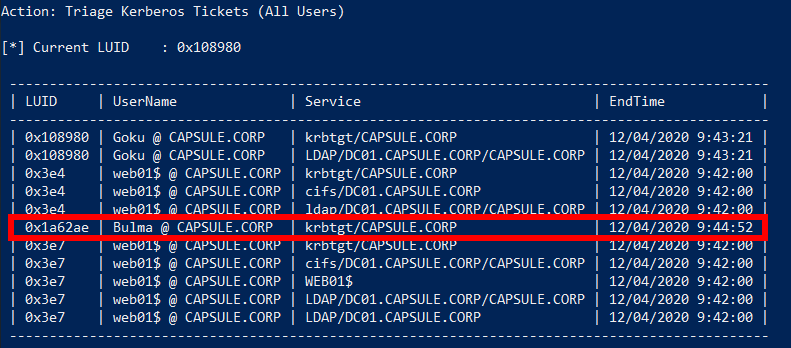 Action: Triage Kerberos Tickets (All Users)
[*] Current LUID    : 0x108980
---------------------------------------------------------------------------------------------
| LUID     | UserName              | Service                              | EndTime            |
---------------------------------------------------------------------------------------------
| 0x108980 | Goku @ CAPSULE.CORP   | krbtgt/CAPSULE.CORP                  | 12/04/2020 9:43:21 |
| 0x108980 | Goku @ CAPSULE.CORP   | LDAP/DC01.CAPSULE.CORP/CAPSULE.CORP  | 12/04/2020 9:43:21 |
| 0x3e4    | web01$ @ CAPSULE.CORP | krbtgt/CAPSULE.CORP                  | 12/04/2020 9:42:00 |
| 0x3e4    | web01$ @ CAPSULE.CORP | cifs/DC01.CAPSULE.CORP               | 12/04/2020 9:42:00 |
| 0x3e4    | web01$ @ CAPSULE.CORP | ldap/DC01.CAPSULE.CORP/CAPSULE.CORP  | 12/04/2020 9:42:00 |
| 0x1a62ae | Bulma @ CAPSULE.CORP  | krbtgt/CAPSULE.CORP                  | 12/04/2020 9:44:52 |
| 0x3e7    | web01$ @ CAPSULE.CORP | krbtgt/CAPSULE.CORP                  | 12/04/2020 9:42:00 |
| 0x3e7    | web01$ @ CAPSULE.CORP | cifs/DC01.CAPSULE.CORP/CAPSULE.CORP  | 12/04/2020 9:42:00 |
| 0x3e7    | web01$ @ CAPSULE.CORP | WEB01$                               | 12/04/2020 9:42:00 |
| 0x3e7    | web01$ @ CAPSULE.CORP | LDAP/DC01.CAPSULE.CORP/CAPSULE.CORP  | 12/04/2020 9:42:00 |
| 0x3e7    | web01$ @ CAPSULE.CORP | LDAP/DC01.CAPSULE.CORP               | 12/04/2020 9:42:00 |
---------------------------------------------------------------------------------------------